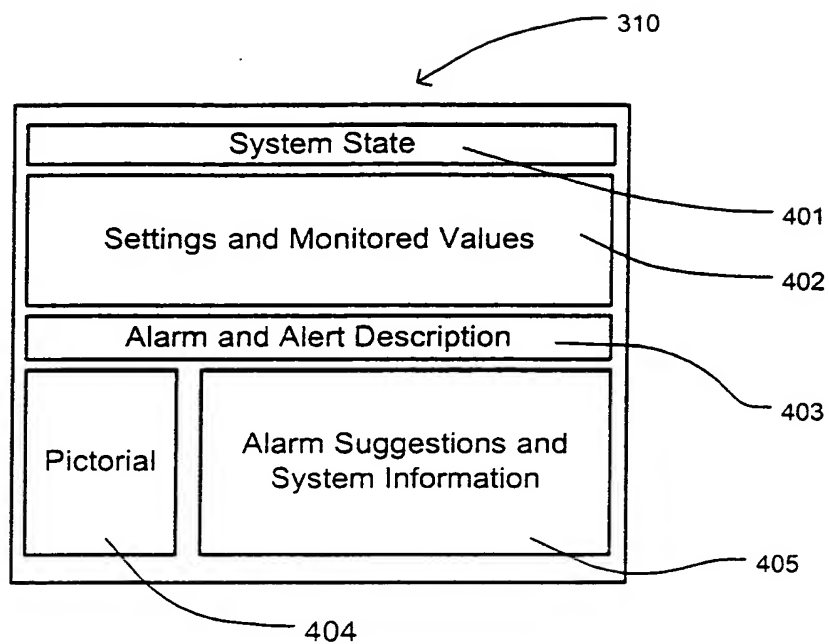 310
System State
401
Settings and Monitored Values
402
Alarm and Alert Description
403
Pictorial
Alarm Suggestions and
System Information
405
404